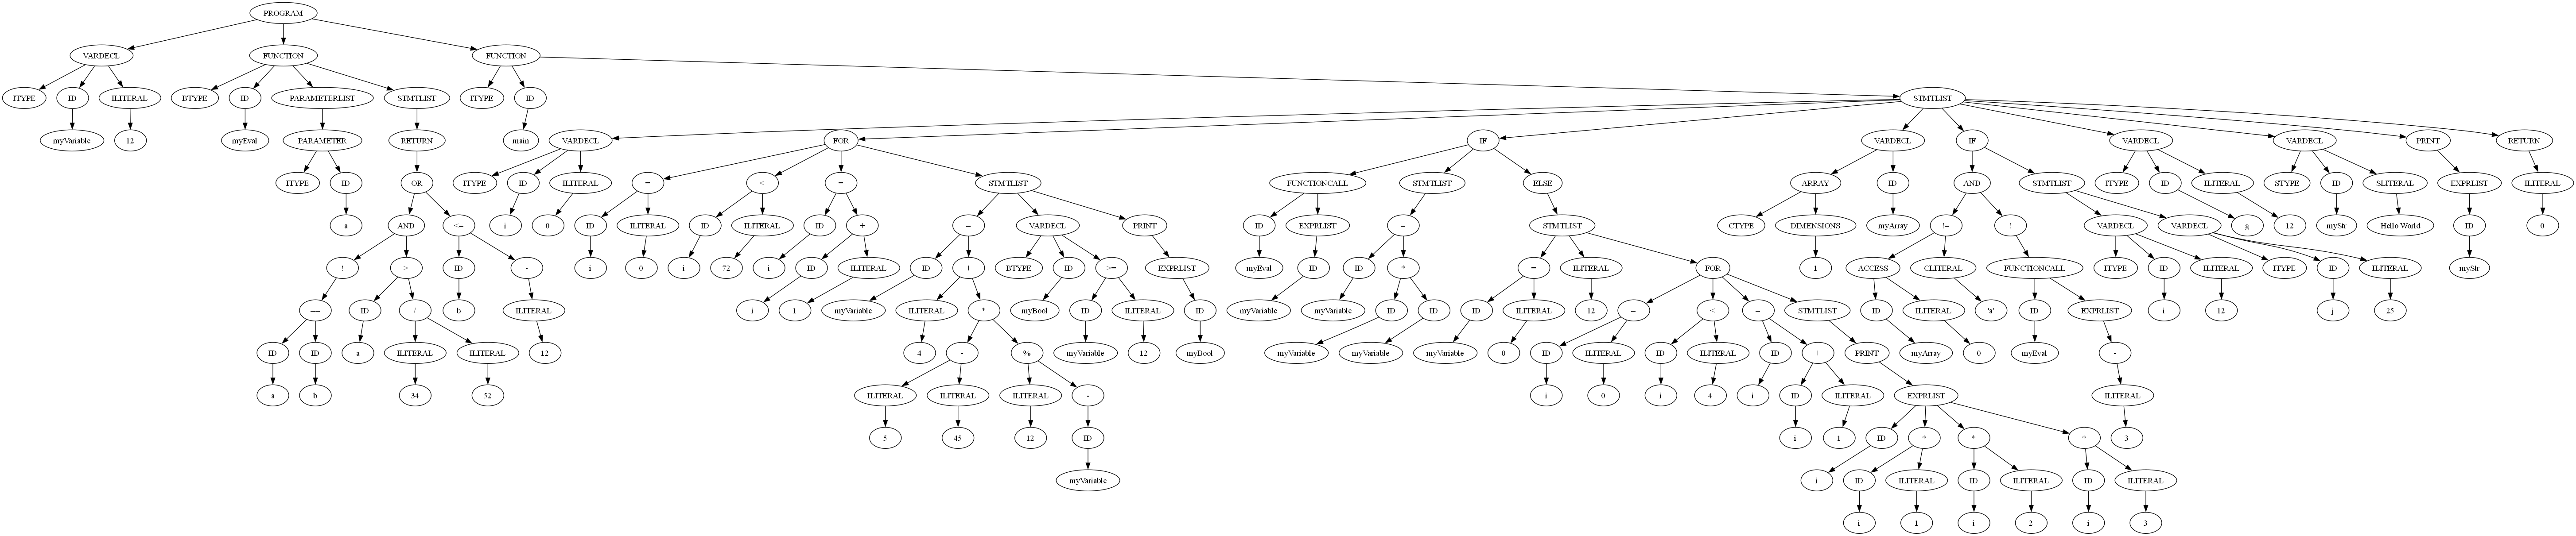 PROGRAM
VARDECL FUNCTION FUNCTION
ITYPE ID ILITERAL BTYPE ID PARAMETERLIST STMTLIST ITYPE ID STMTLIST
myVariable 12 myEval PARAMETER RETURN main VARDECL FOR IF VARDECL IF VARDECL VARDECL PRINT RETURN
ITYPE ID OR ITYPE ID ILITERAL = < = STMTLIST FUNCTIONCALL STMTLIST ELSE ARRAY ID AND STMTLIST ITYPE ID ILITERAL STYPE ID SLITERAL EXPRLIST ILITERAL
a AND <= i 0 ID ILITERAL ID ILITERAL ID + = VARDECL PRINT ID EXPRLIST = STMTLIST CTYPE DIMENSIONS myArray != ! VARDECL VARDECL g 12 myStr Hello World ID 0
! > ID - i 0 i 72 i ID ILITERAL ID + BTYPE ID >= EXPRLIST myEval ID ID * = ILITERAL FOR 1 ACCESS CLITERAL FUNCTIONCALL ITYPE ID ILITERAL ITYPE ID ILITERAL myStr
== ID / b ILITERAL i 1 myVariable ILITERAL * myBool ID ILITERAL ID myVariable myVariable ID ID ID ILITERAL 12 = < = STMTLIST ID ILITERAL 'a' ID EXPRLIST i 12 j 25
ID ID a ILITERAL ILITERAL 12 4 - % myVariable 12 myBool myVariable myVariable myVariable 0 ID ILITERAL ID ILITERAL ID + PRINT myArray 0 myEval -
a b 34 52 ILITERAL ILITERAL ILITERAL - i 0 i 4 i ID ILITERAL EXPRLIST ILITERAL
5 45 12 ID i 1 ID * * * 3
myVariable i ID ILITERAL ID ILITERAL ID ILITERAL
i 1 i 2 i 3